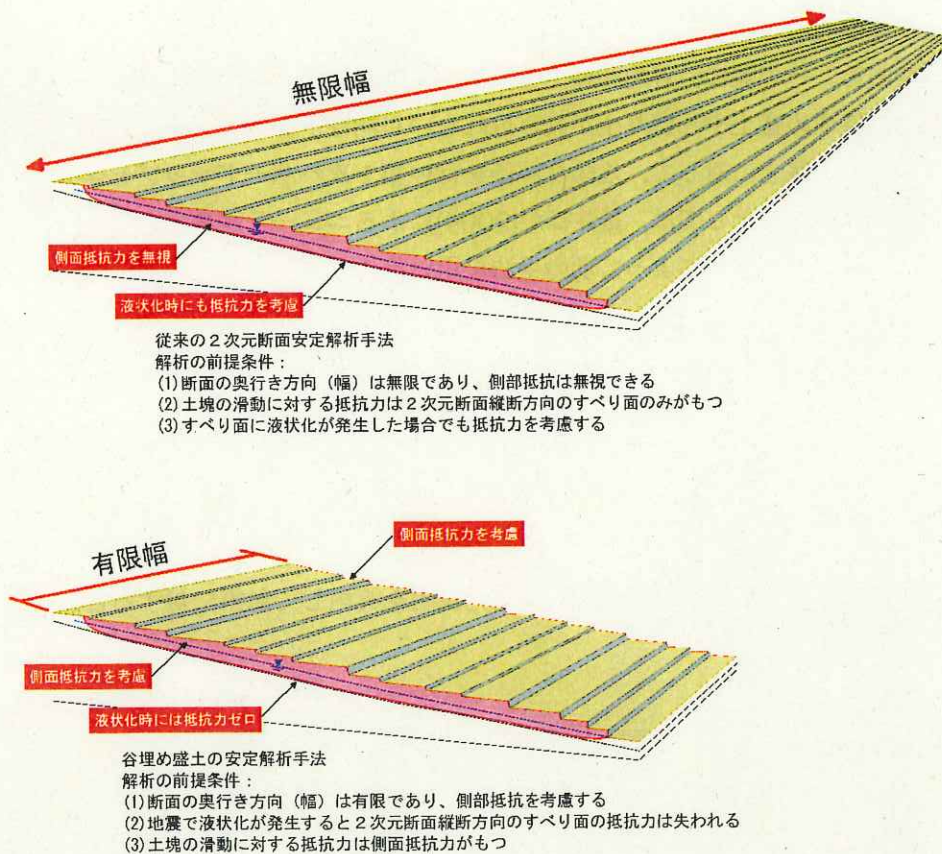 無限幅
側面抵抗力を無視
液状化時にも抵抗力を考慮
従来の2次元断面安定解析手法
解析の前提条件：
(1)断面の奥行き方向（幅）は無限であり、側部抵抗は無視できる
(2)土塊の滑動に対する抵抗力は2次元断面縦断方向のすべり面のみがもつ
(3)すべり面に液状化が発生した場合でも抵抗力を考慮する
側面抵抗力を考慮
有限幅
側面抵抗力を考慮
液状化時には抵抗力ゼロ
谷埋め盛土の安定解析手法
解析の前提条件：
(1)断面の奥行き方向（幅）は有限であり、側部抵抗を考慮する
(2)地震で液状化が発生すると2次元断面縦断方向のすべり面の抵抗力は失われる
(3)土塊の滑動に対する抵抗力は側面抵抗力がもつ